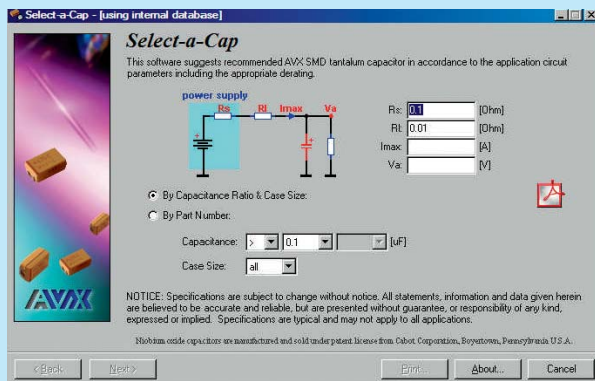 Select-a-Cap - [using internal database]
Select-a-Cap
This software suggests recommended AVX SMD tantalum capacitor in accordance to the application circuit
parameters including the appropriate derating.
power supply
Rs Rl Imax Va
Rs: 0.1 [Ohm]
Rl: 0.01 [Ohm]
Imax: [A]
Va: [V]
By Capacitance Ratio & Case Size:
By Part Number:
Capacitance: > 0.1 [uF]
Case Size: all
AVX
NOTICE: Specifications are subject to change without notice. All statements, information and data given herein
are believed to be accurate and reliable, but are presented without guarantee, or responsibility of any kind,
expressed or implied. Specifications are typical and may not apply to all applications.
Niobium oxide capacitors are manufactured and sold under patent license from Cabot Corporation, Boyertown, Pennsylvania U.S.A.
< Back Next > Print... About... Cancel